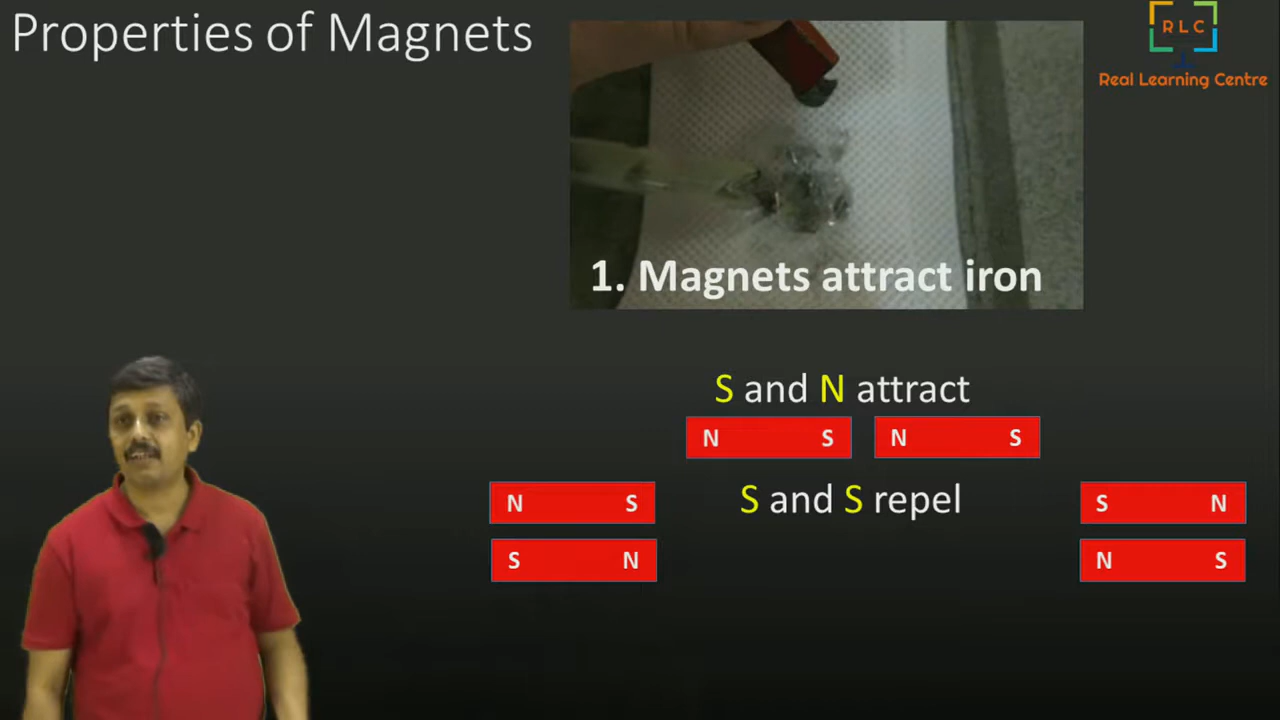 Properties of Magnets
RLC
Real Learning Centre
1. Magnets attract iron
S and N attract
N S N S
N S S and S repel S N
S N N S